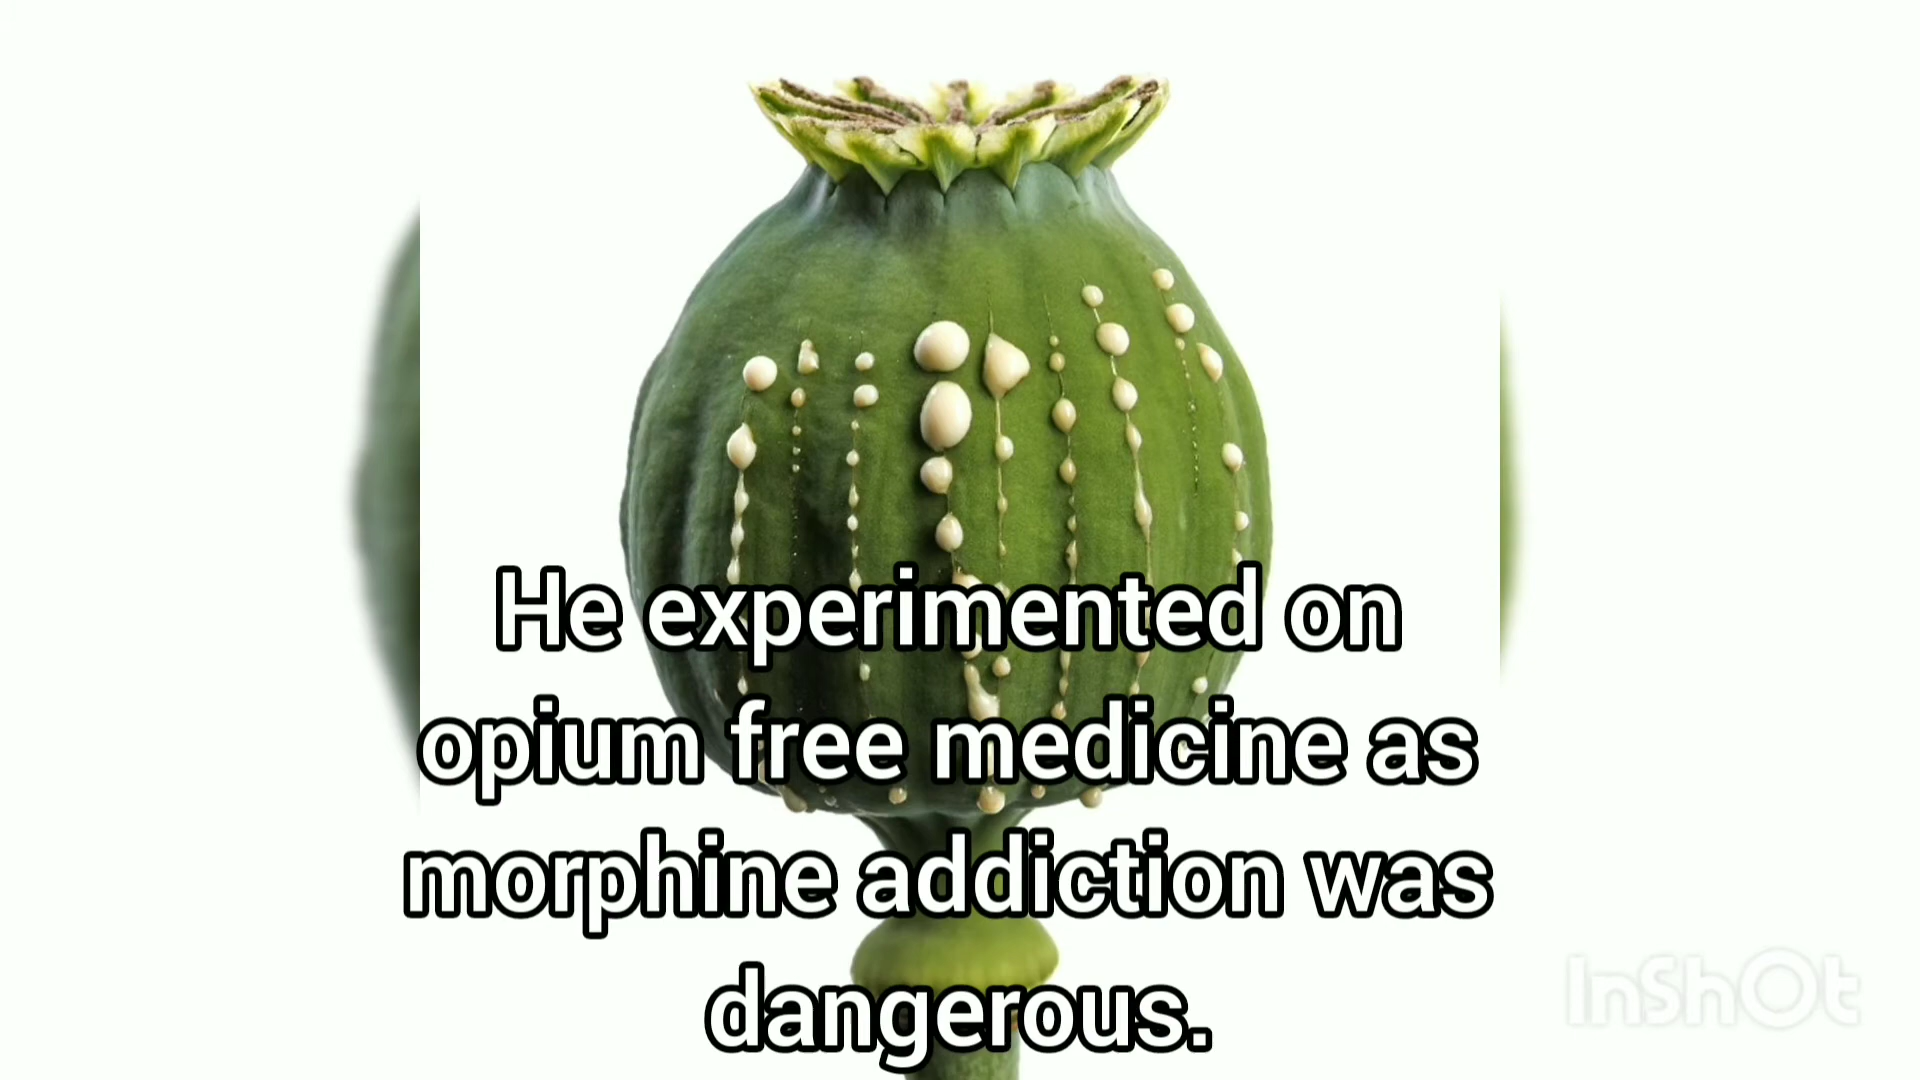 He experimented on
opium free medicine as
morphine addiction was
dangerous.
InShOt